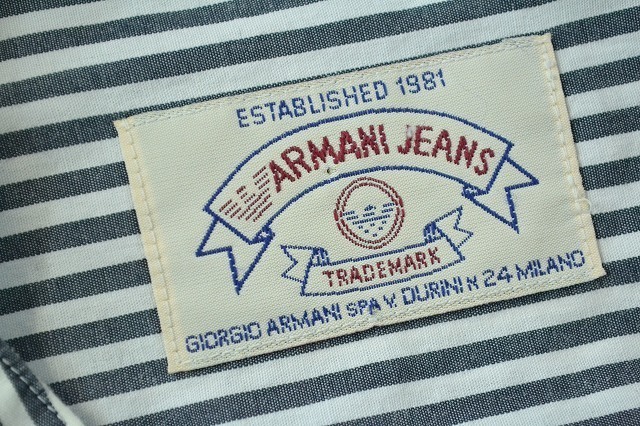 ESTABLISHED 1981
ARMANI JEANS
TRADEMARK
GIORGIO ARMANI SPA V DURINI N 24 MILANO